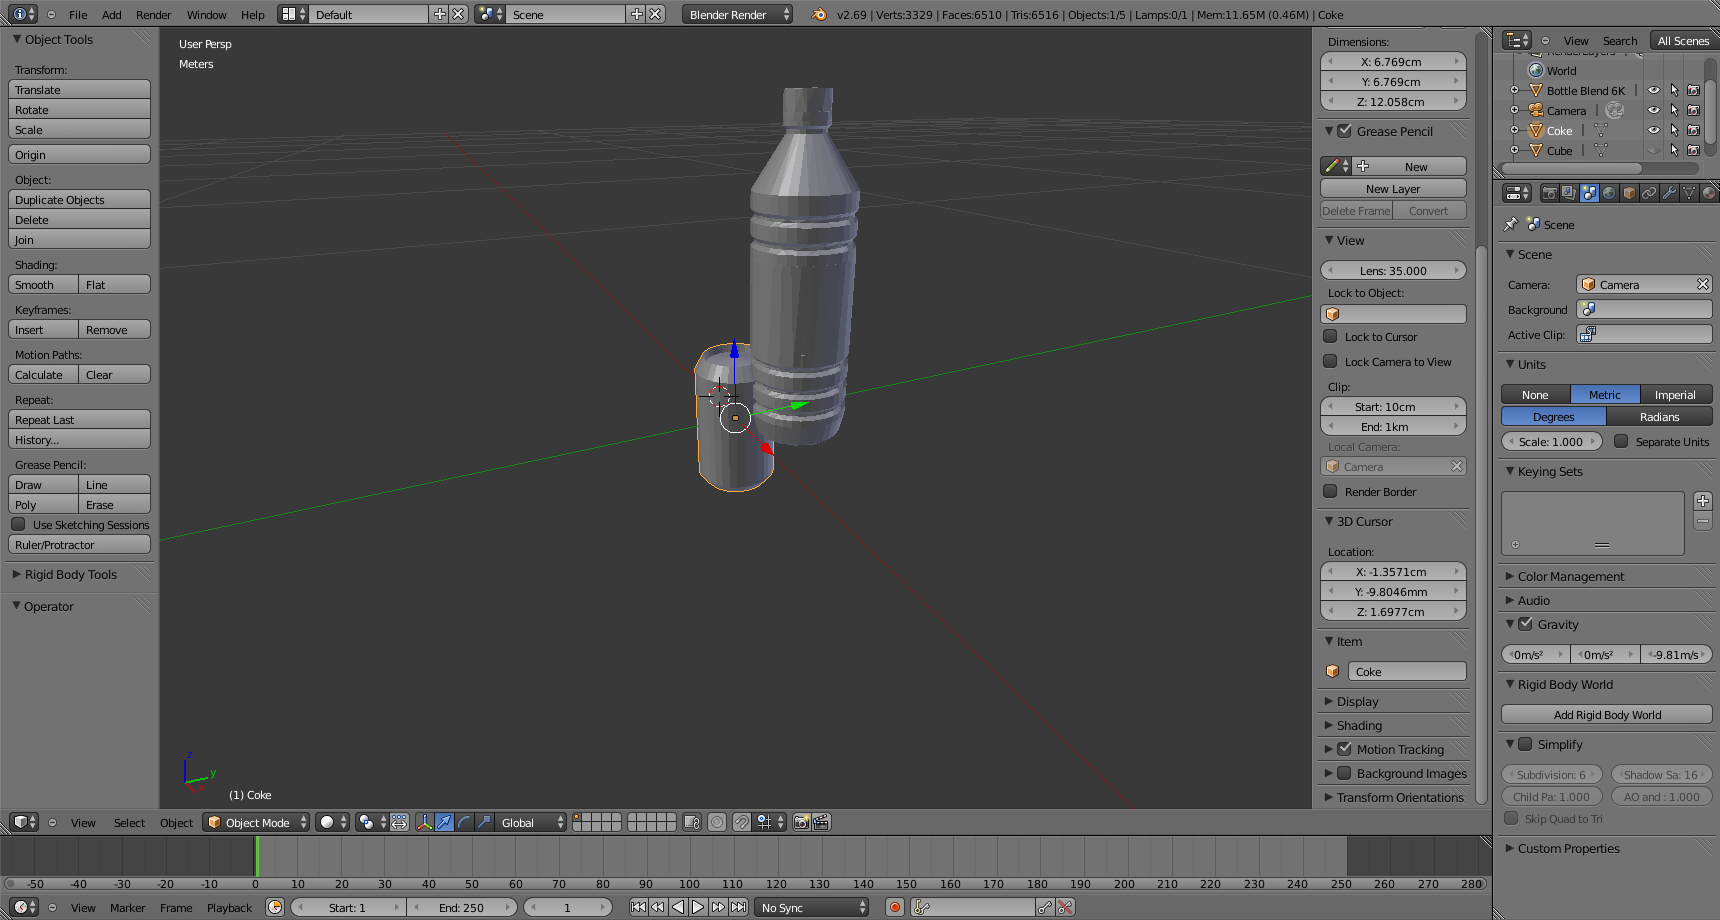 File Add Render Window Help Default Scene Blender Render v2.69 | Verts:3329 | Faces:6510 | Tris:6516 | Objects:1/5 | Lamps:0/1 | Mem:11.65M (0.46M) | Coke
Object Tools
Transform:
Translate
Rotate
Scale
Origin
Object:
Duplicate Objects
Delete
Join
Shading:
Smooth Flat
Keyframes:
Insert Remove
Motion Paths:
Calculate Clear
Repeat:
Repeat Last
History...
Grease Pencil:
Draw Line
Poly Erase
Use Sketching Sessions
Ruler/Protractor
Rigid Body Tools
Operator
User Persp
Meters
z
y
x
(1) Coke
Dimensions:
X: 6.769cm
Y: 6.769cm
Z: 12.058cm
Grease Pencil
New
New Layer
Delete Frame Convert
View
Lens: 35.000
Lock to Object:
Lock to Cursor
Lock Camera to View
Clip:
Start: 10cm
End: 1km
Local Camera:
Camera
Render Border
3D Cursor
Location:
X: -1.3571cm
Y: -9.8046mm
Z: 1.6977cm
Item
Coke
Display
Shading
Motion Tracking
Background Images
Transform Orientations
View Search All Scenes
RenderLayers
World
Bottle Blend 6K
Camera
Coke
Cube
Scene
Scene
Camera: Camera
Background
Active Clip:
Units
None Metric Imperial
Degrees Radians
Scale: 1.000 Separate Units
Keying Sets
Color Management
Audio
Gravity
0m/s² 0m/s² -9.81m/s
Rigid Body World
Add Rigid Body World
Simplify
Subdivision: 6 Shadow Sa: 16
Child Pa: 1.000 AO and : 1.000
Skip Quad to Tri
Custom Properties
View Select Object Object Mode Global
-50 -40 -30 -20 -10 0 10 20 30 40 50 60 70 80 90 100 110 120 130 140 150 160 170 180 190 200 210 220 230 240 250 260 270 280
View Marker Frame Playback Start: 1 End: 250 1 No Sync